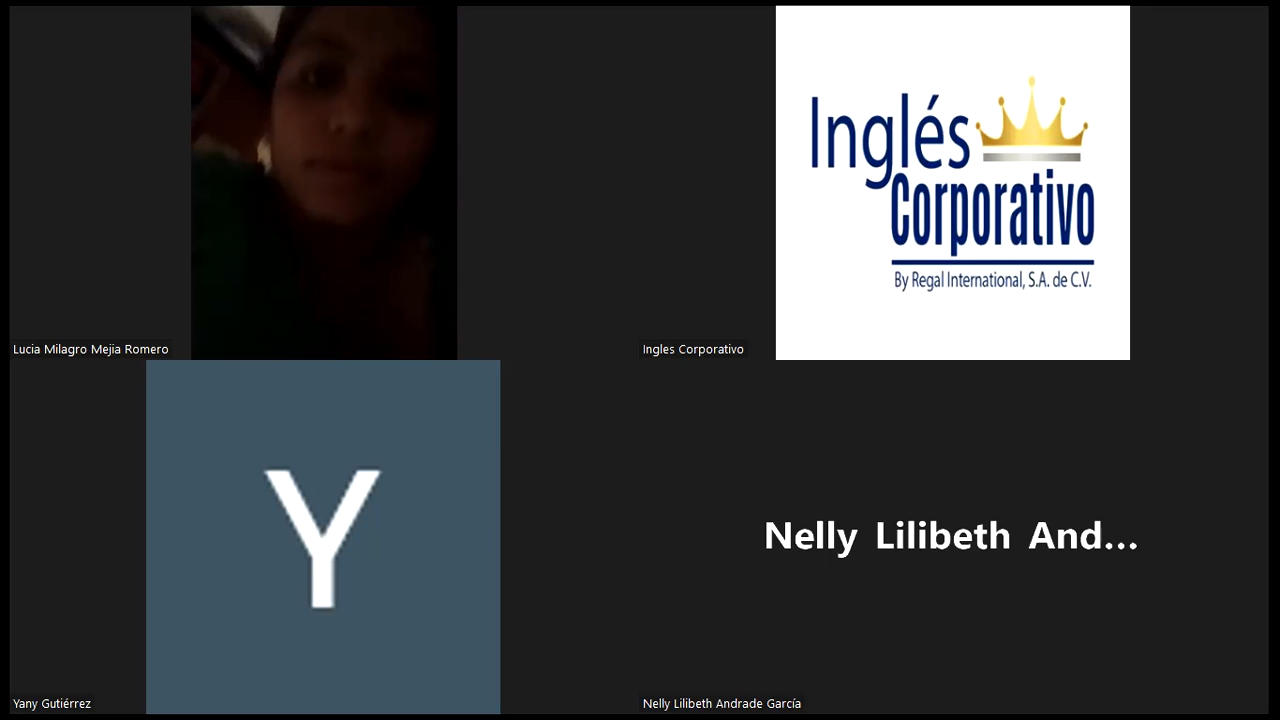 Inglés
Corporativo
By Regal International, S.A. de C.V.
Lucia Milagro Mejia Romero
Ingles Corporativo
Y
Nelly Lilibeth And...
Yany Gutiérrez
Nelly Lilibeth Andrade García